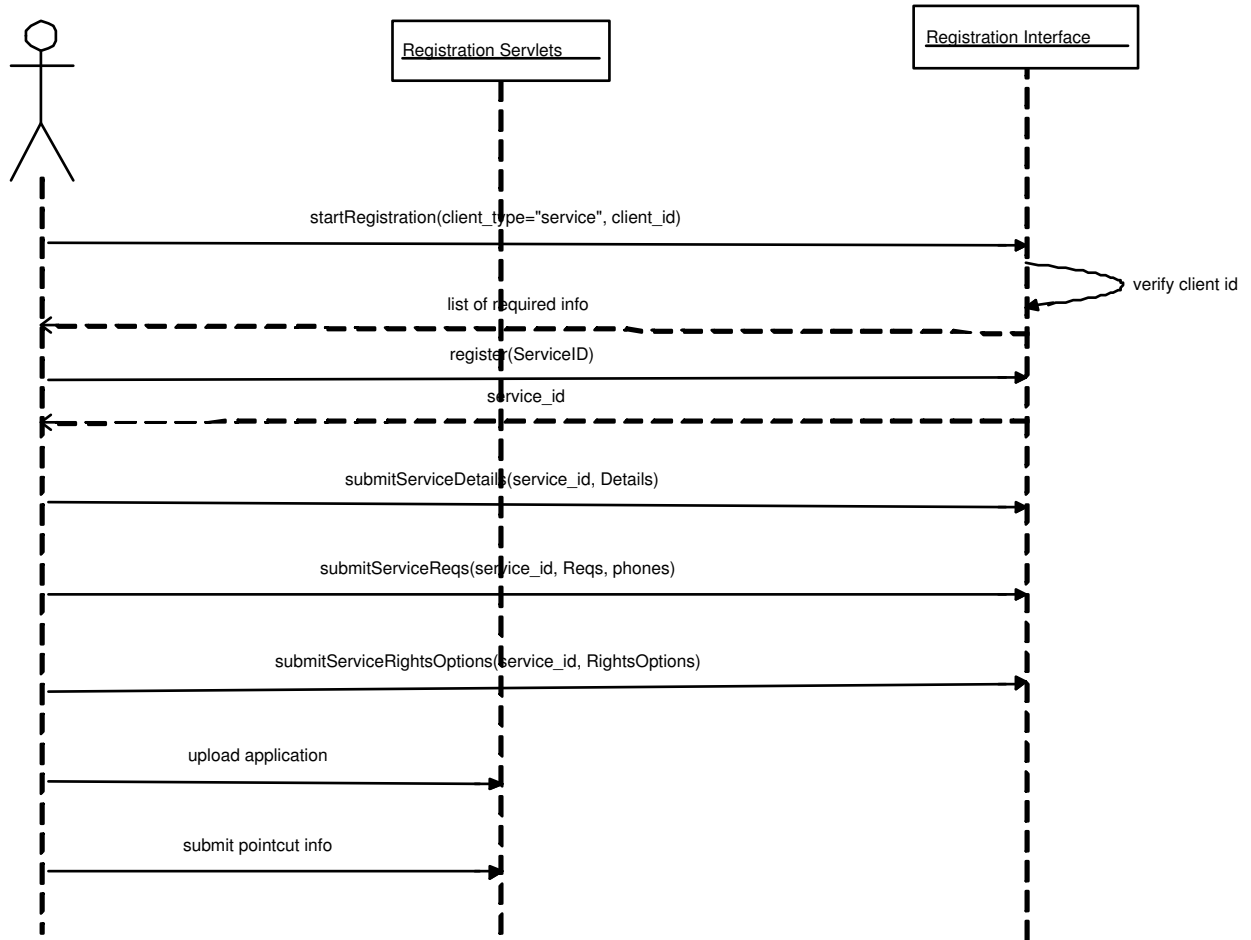 Registration Servlets
Registration Interface
startRegistration(client_type="service", client_id)
verify client id
list of required info
register(ServiceID)
service_id
submitServiceDetails(service_id, Details)
submitServiceReqs(service_id, Reqs, phones)
submitServiceRightsOptions(service_id, RightsOptions)
upload application
submit pointcut info